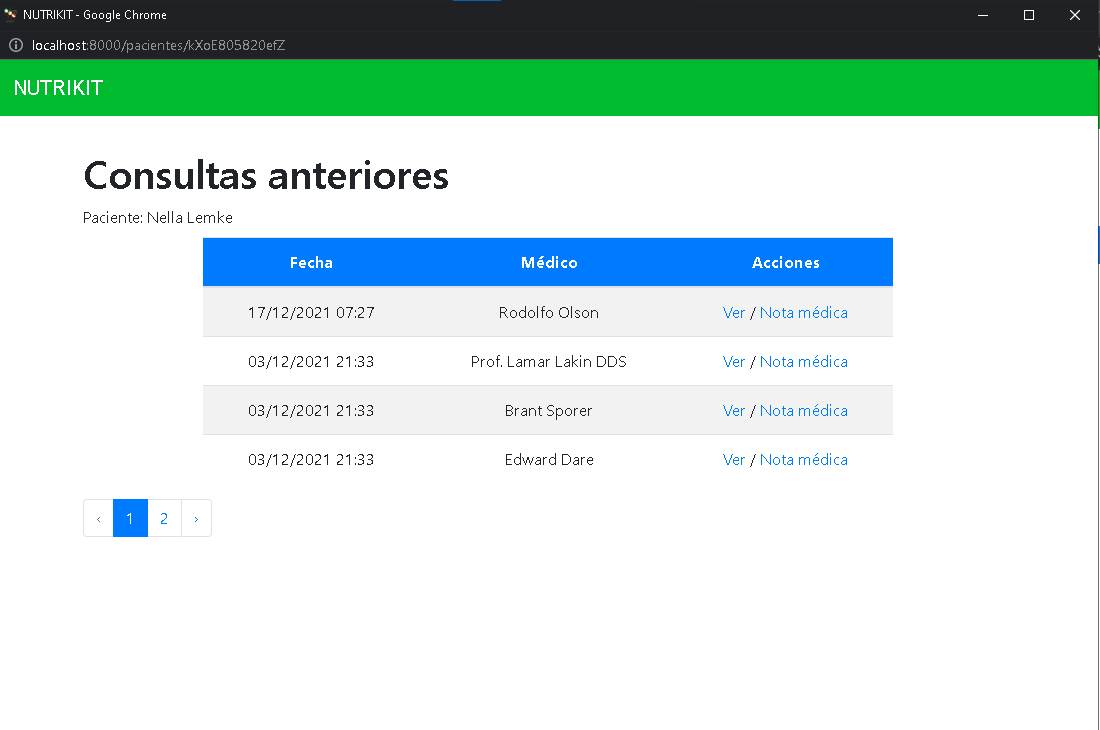 NUTRIKIT - Google Chrome
localhost:8000/pacientes/kXoE805820efZ
NUTRIKIT
Consultas anteriores
Paciente: Nella Lemke
Fecha Médico Acciones
17/12/2021 07:27 Rodolfo Olson Ver / Nota médica
03/12/2021 21:33 Prof. Lamar Lakin DDS Ver / Nota médica
03/12/2021 21:33 Brant Sporer Ver / Nota médica
03/12/2021 21:33 Edward Dare Ver / Nota médica
‹ 1 2 ›